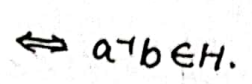 ⇔ a⁻¹b ∈ H.